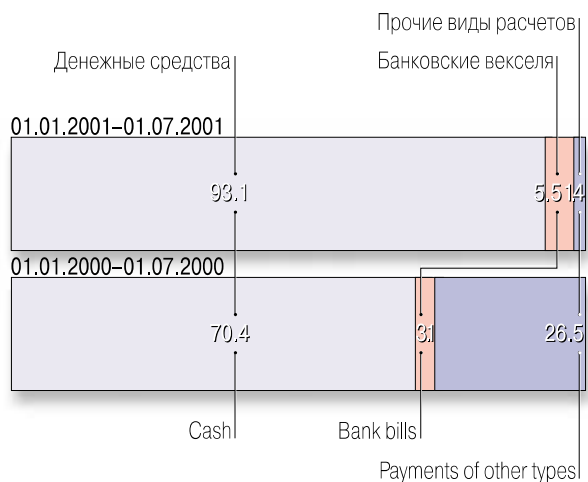 Прочие виды расчетов
Денежные средства
Банковские векселя
01.01.2001–01.07.2001
93.1
5.5
1.4
01.01.2000–01.07.2000
70.4
3.1
26.5
Cash
Bank bills
Payments of other types